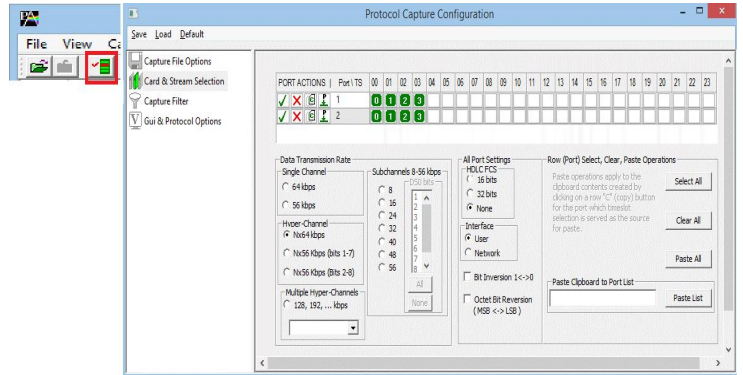 PA
File View Ca
Protocol Capture Configuration
Save Load Default
Capture File Options
Card & Stream Selection
Capture Filter
Gui & Protocol Options
PORT ACTIONS | Port \ TS 00 01 02 03 04 05 06 07 08 09 10 11 12 13 14 15 16 17 18 19 20 21 22 23
1 0 1 2 3
2 0 1 2 3
Data Transmission Rate
Single Channel
64 kbps
56 kbps
Hyper-Channel
Nx64 kbps
Nx56 Kbps (bits 1-7)
Nx56 Kbps (Bits 2-8)
Multiple Hyper-Channels
128, 192, ... kbps
Subchannels 8-56 kbps
DS0 bits
8
16
24
32
40
48
56
1
2
3
4
5
6
7
8
All
None
All Port Settings
HDLC FCS
16 bits
32 bits
None
Interface
User
Network
Bit Inversion 1<->0
Octet Bit Reversion
(MSB <-> LSB )
Row (Port) Select, Clear, Paste Operations
Paste operations apply to the
clipboard contents created by
clicking on a row "C" (copy) button
for the port which timeslot
selection is served as the source
for paste.
Select All
Clear All
Paste All
Paste Clipboard to Port List
Paste List